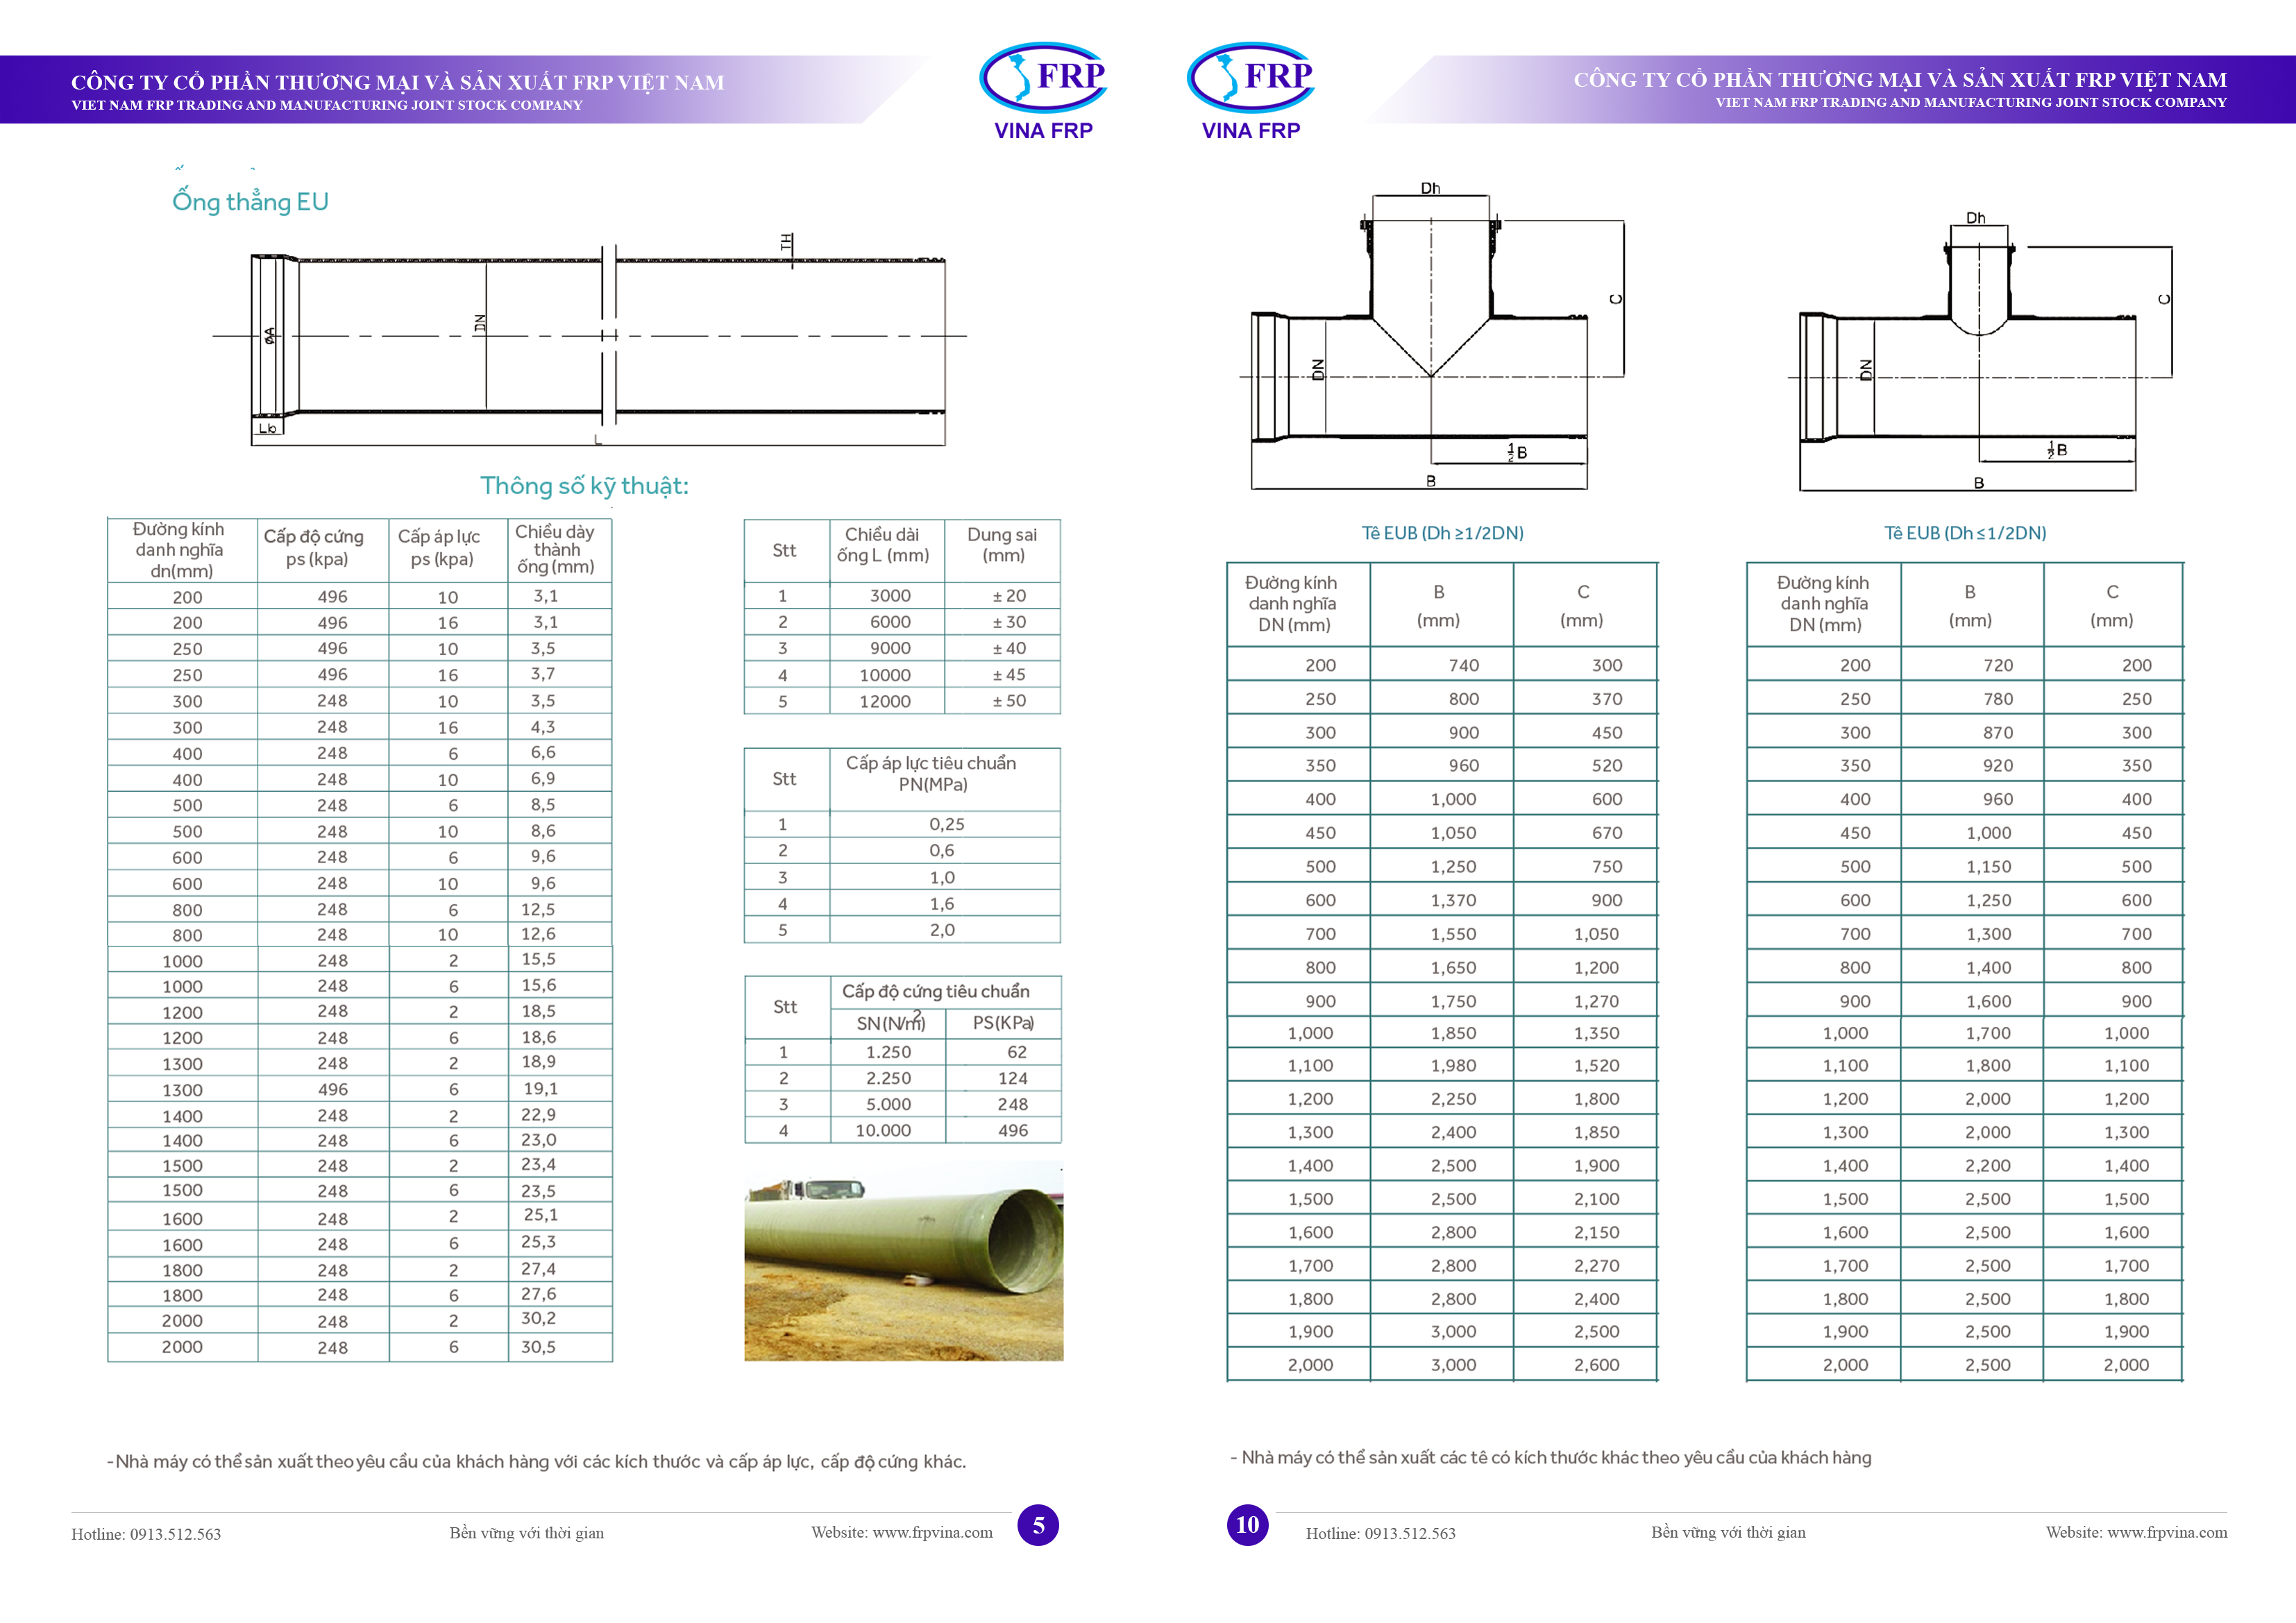 CÔNG TY CỔ PHẦN THƯƠNG MẠI VÀ SẢN XUẤT FRP VIỆT NAM
VIET NAM FRP TRADING AND MANUFACTURING JOINT STOCK COMPANY
FRP
VINA FRP
Ống thẳng EU
TH
ØA
DN
Lb
L
Thông số kỹ thuật:
Đường kính danh nghĩa dn(mm) Cấp độ cứng ps (kpa) Cấp áp lực ps (kpa) Chiều dày thành ống (mm)
200 496 10 3,1
200 496 16 3,1
250 496 10 3,5
250 496 16 3,7
300 248 10 3,5
300 248 16 4,3
400 248 6 6,6
400 248 10 6,9
500 248 6 8,5
500 248 10 8,6
600 248 6 9,6
600 248 10 9,6
800 248 6 12,5
800 248 10 12,6
1000 248 2 15,5
1000 248 6 15,6
1200 248 2 18,5
1200 248 6 18,6
1300 248 2 18,9
1300 496 6 19,1
1400 248 2 22,9
1400 248 6 23,0
1500 248 2 23,4
1500 248 6 23,5
1600 248 2 25,1
1600 248 6 25,3
1800 248 2 27,4
1800 248 6 27,6
2000 248 2 30,2
2000 248 6 30,5
Stt Chiều dài ống L (mm) Dung sai (mm)
1 3000 ± 20
2 6000 ± 30
3 9000 ± 40
4 10000 ± 45
5 12000 ± 50
Stt Cấp áp lực tiêu chuẩn PN(MPa)
1 0,25
2 0,6
3 1,0
4 1,6
5 2,0
Stt Cấp độ cứng tiêu chuẩn
SN(N/m²) PS(KPa)
1 1.250 62
2 2.250 124
3 5.000 248
4 10.000 496
-Nhà máy có thể sản xuất theo yêu cầu của khách hàng với các kích thước và cấp áp lực, cấp độ cứng khác.
Hotline: 0913.512.563
Bền vững với thời gian
Website: www.frpvina.com
5
FRP
VINA FRP
CÔNG TY CỔ PHẦN THƯƠNG MẠI VÀ SẢN XUẤT FRP VIỆT NAM
VIET NAM FRP TRADING AND MANUFACTURING JOINT STOCK COMPANY
Dh
C
DN
½ B
B
Dh
C
DN
½ B
B
Tê EUB (Dh ≥1/2DN)
Đường kính danh nghĩa DN (mm) B (mm) C (mm)
200 740 300
250 800 370
300 900 450
350 960 520
400 1,000 600
450 1,050 670
500 1,250 750
600 1,370 900
700 1,550 1,050
800 1,650 1,200
900 1,750 1,270
1,000 1,850 1,350
1,100 1,980 1,520
1,200 2,250 1,800
1,300 2,400 1,850
1,400 2,500 1,900
1,500 2,500 2,100
1,600 2,800 2,150
1,700 2,800 2,270
1,800 2,800 2,400
1,900 3,000 2,500
2,000 3,000 2,600
Tê EUB (Dh ≤1/2DN)
Đường kính danh nghĩa DN (mm) B (mm) C (mm)
200 720 200
250 780 250
300 870 300
350 920 350
400 960 400
450 1,000 450
500 1,150 500
600 1,250 600
700 1,300 700
800 1,400 800
900 1,600 900
1,000 1,700 1,000
1,100 1,800 1,100
1,200 2,000 1,200
1,300 2,000 1,300
1,400 2,200 1,400
1,500 2,500 1,500
1,600 2,500 1,600
1,700 2,500 1,700
1,800 2,500 1,800
1,900 2,500 1,900
2,000 2,500 2,000
- Nhà máy có thể sản xuất các tê có kích thước khác theo yêu cầu của khách hàng
10
Hotline: 0913.512.563
Bền vững với thời gian
Website: www.frpvina.com